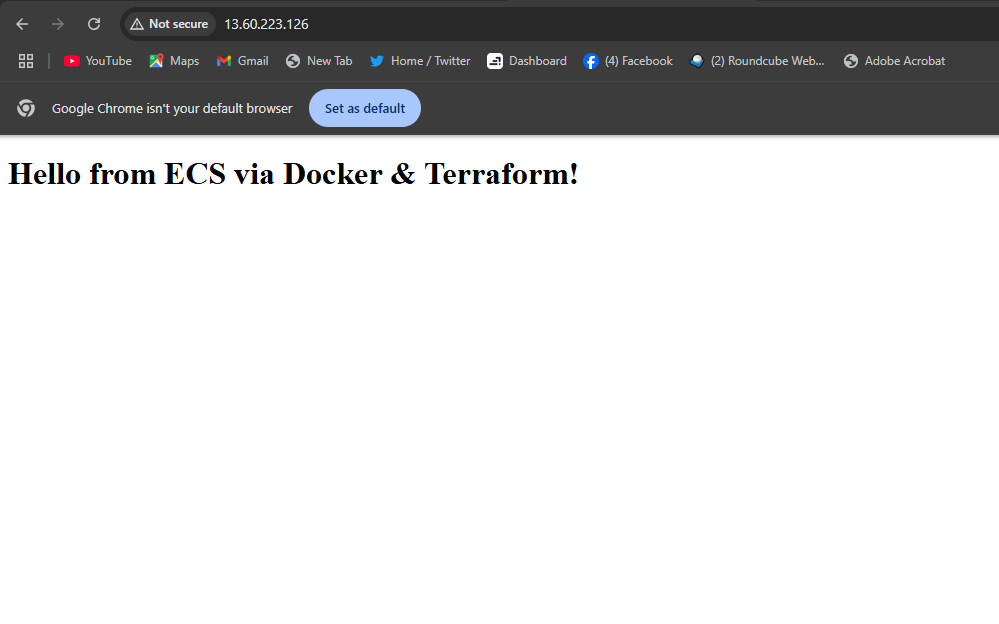 Not secure 13.60.223.126
YouTube Maps Gmail New Tab Home / Twitter Dashboard (4) Facebook (2) Roundcube Web... Adobe Acrobat
Google Chrome isn't your default browser Set as default
Hello from ECS via Docker & Terraform!